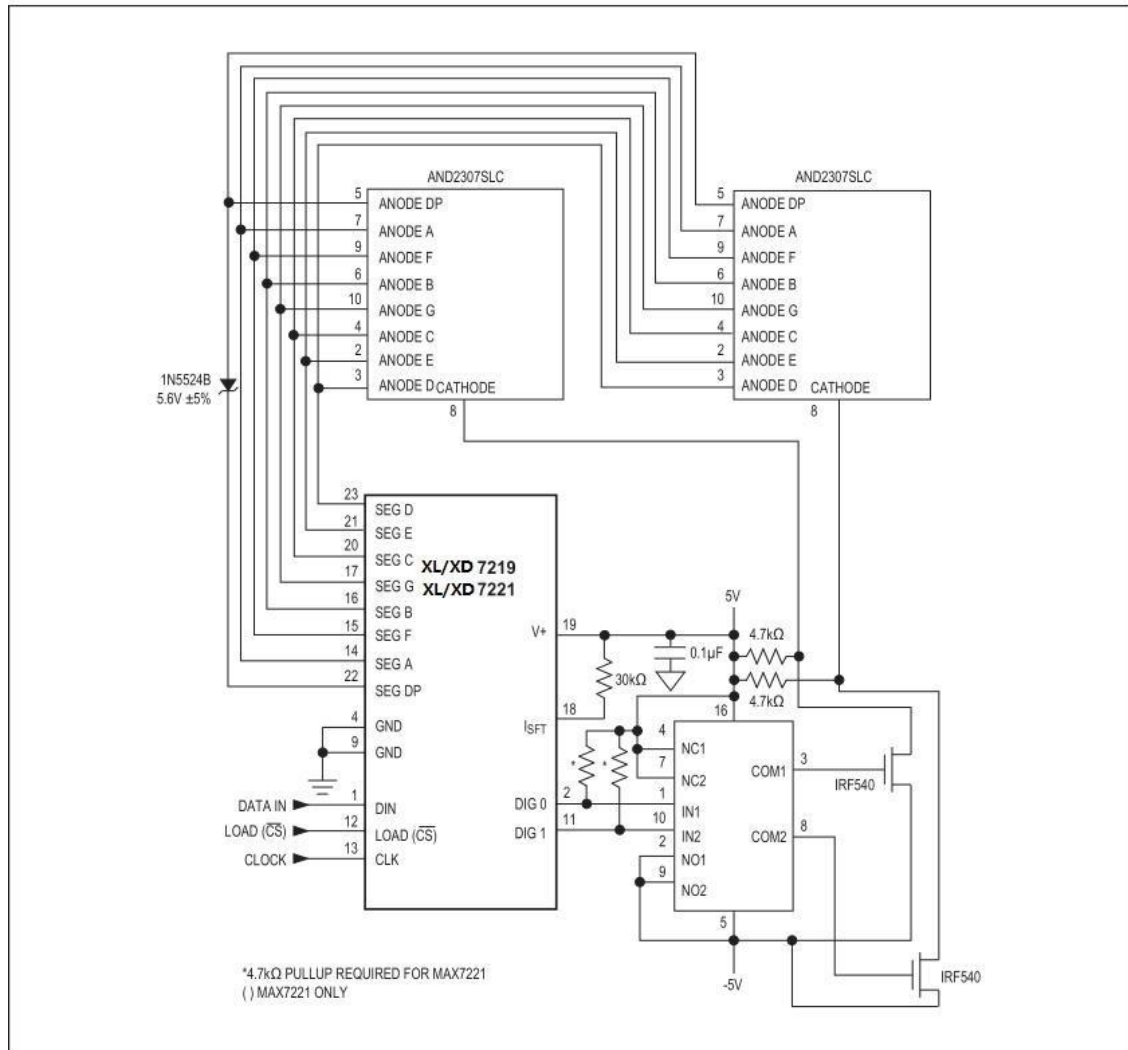 AND2307SLC
5 ANODE DP
7 ANODE A
9 ANODE F
6 ANODE B
10 ANODE G
4 ANODE C
2 ANODE E
3 ANODE D
CATHODE
8
AND2307SLC
5 ANODE DP
7 ANODE A
9 ANODE F
6 ANODE B
10 ANODE G
4 ANODE C
2 ANODE E
3 ANODE D
CATHODE
8
1N5524B
5.6V ±5%
23 SEG D
21 SEG E
20 SEG C
17 SEG G
16 SEG B
15 SEG F
14 SEG A
22 SEG DP
4 GND
9 GND
DATA IN 1 DIN
LOAD (C̅S̅) 12 LOAD (C̅S̅)
CLOCK 13 CLK
XL/XD 7219
XL/XD 7221
V+ 19
ISFT 18
DIG 0 2
DIG 1 11
30kΩ
0.1µF
5V
4.7kΩ
4.7kΩ
*
*
16
4 NC1
7 NC2
1 IN1
10 IN2
2 NO1
9 NO2
COM1 3
COM2 8
5
-5V
IRF540
IRF540
*4.7kΩ PULLUP REQUIRED FOR MAX7221
( ) MAX7221 ONLY